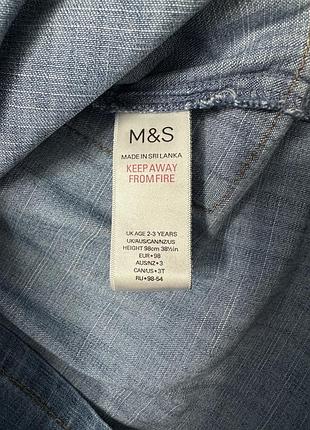 M&S
MADE IN SRI LANKA
KEEP AWAY
FROM FIRE
UK AGE 2-3 YEARS
UK/AUS/CAN/NZ/US
HEIGHT 98cm 38½in
EUR•98
AUS/NZ•3
CAN/US•3T
RU•98-54